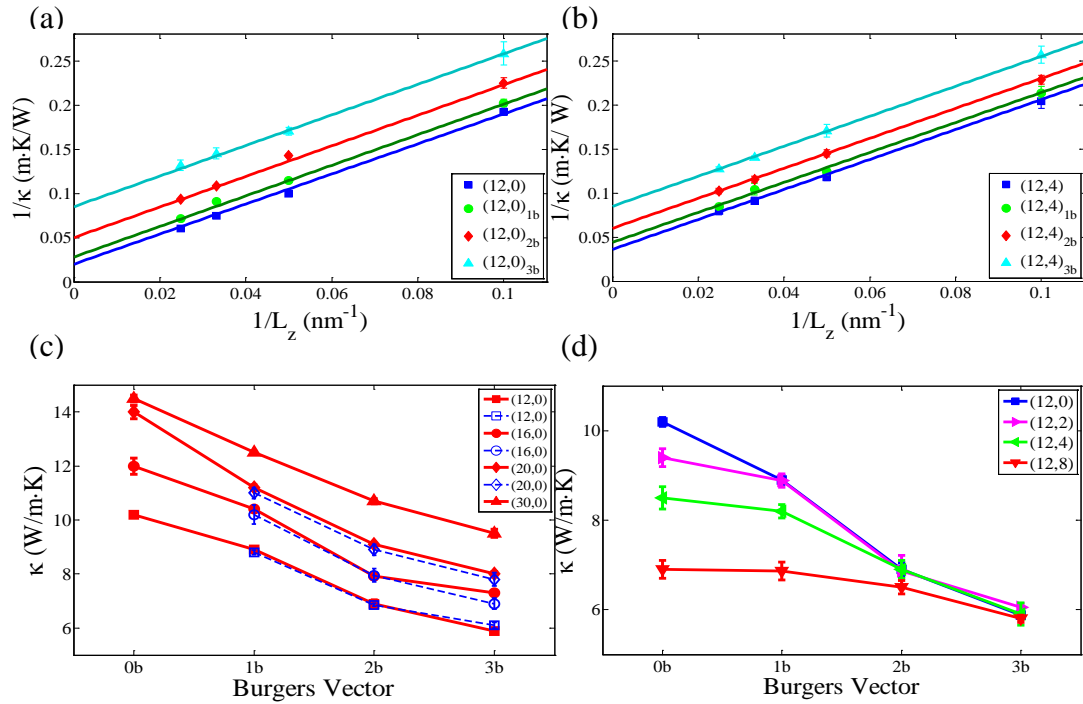 (a)
1/κ (m·K/W)
0.25
0.20
0.15
0.1
0.05
0
0
0.02
0.04
0.06
0.08
0.1
1/L_z (nm⁻¹)
(12,0)
(12,0)_1b
(12,0)_2b
(12,0)_3b
(b)
1/κ (m·K/ W)
0.25
0.20
0.15
0.1
0.05
0
0
0.02
0.04
0.06
0.08
0.1
1/L_z (nm⁻¹)
(12,4)
(12,4)_1b
(12,4)_2b
(12,4)_3b
(c)
κ (W/m·K)
14
12
10
8
6
0b
1b
2b
3b
Burgers Vector
(12,0)
(12,0)
(16,0)
(16,0)
(20,0)
(20,0)
(30,0)
(d)
κ (W/m·K)
10
8
6
0b
1b
2b
3b
Burgers Vector
(12,0)
(12,2)
(12,4)
(12,8)